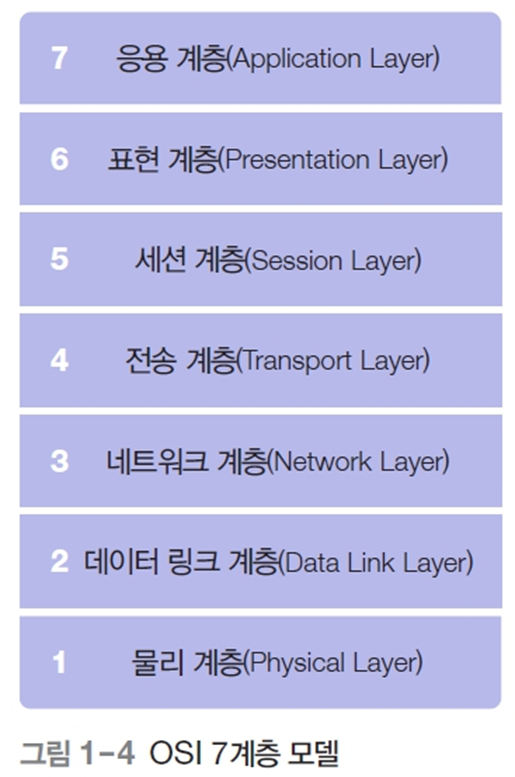 7 응용 계층(Application Layer)
6 표현 계층(Presentation Layer)
5 세션 계층(Session Layer)
4 전송 계층(Transport Layer)
3 네트워크 계층(Network Layer)
2 데이터 링크 계층(Data Link Layer)
1 물리 계층(Physical Layer)
그림 1-4 OSI 7계층 모델